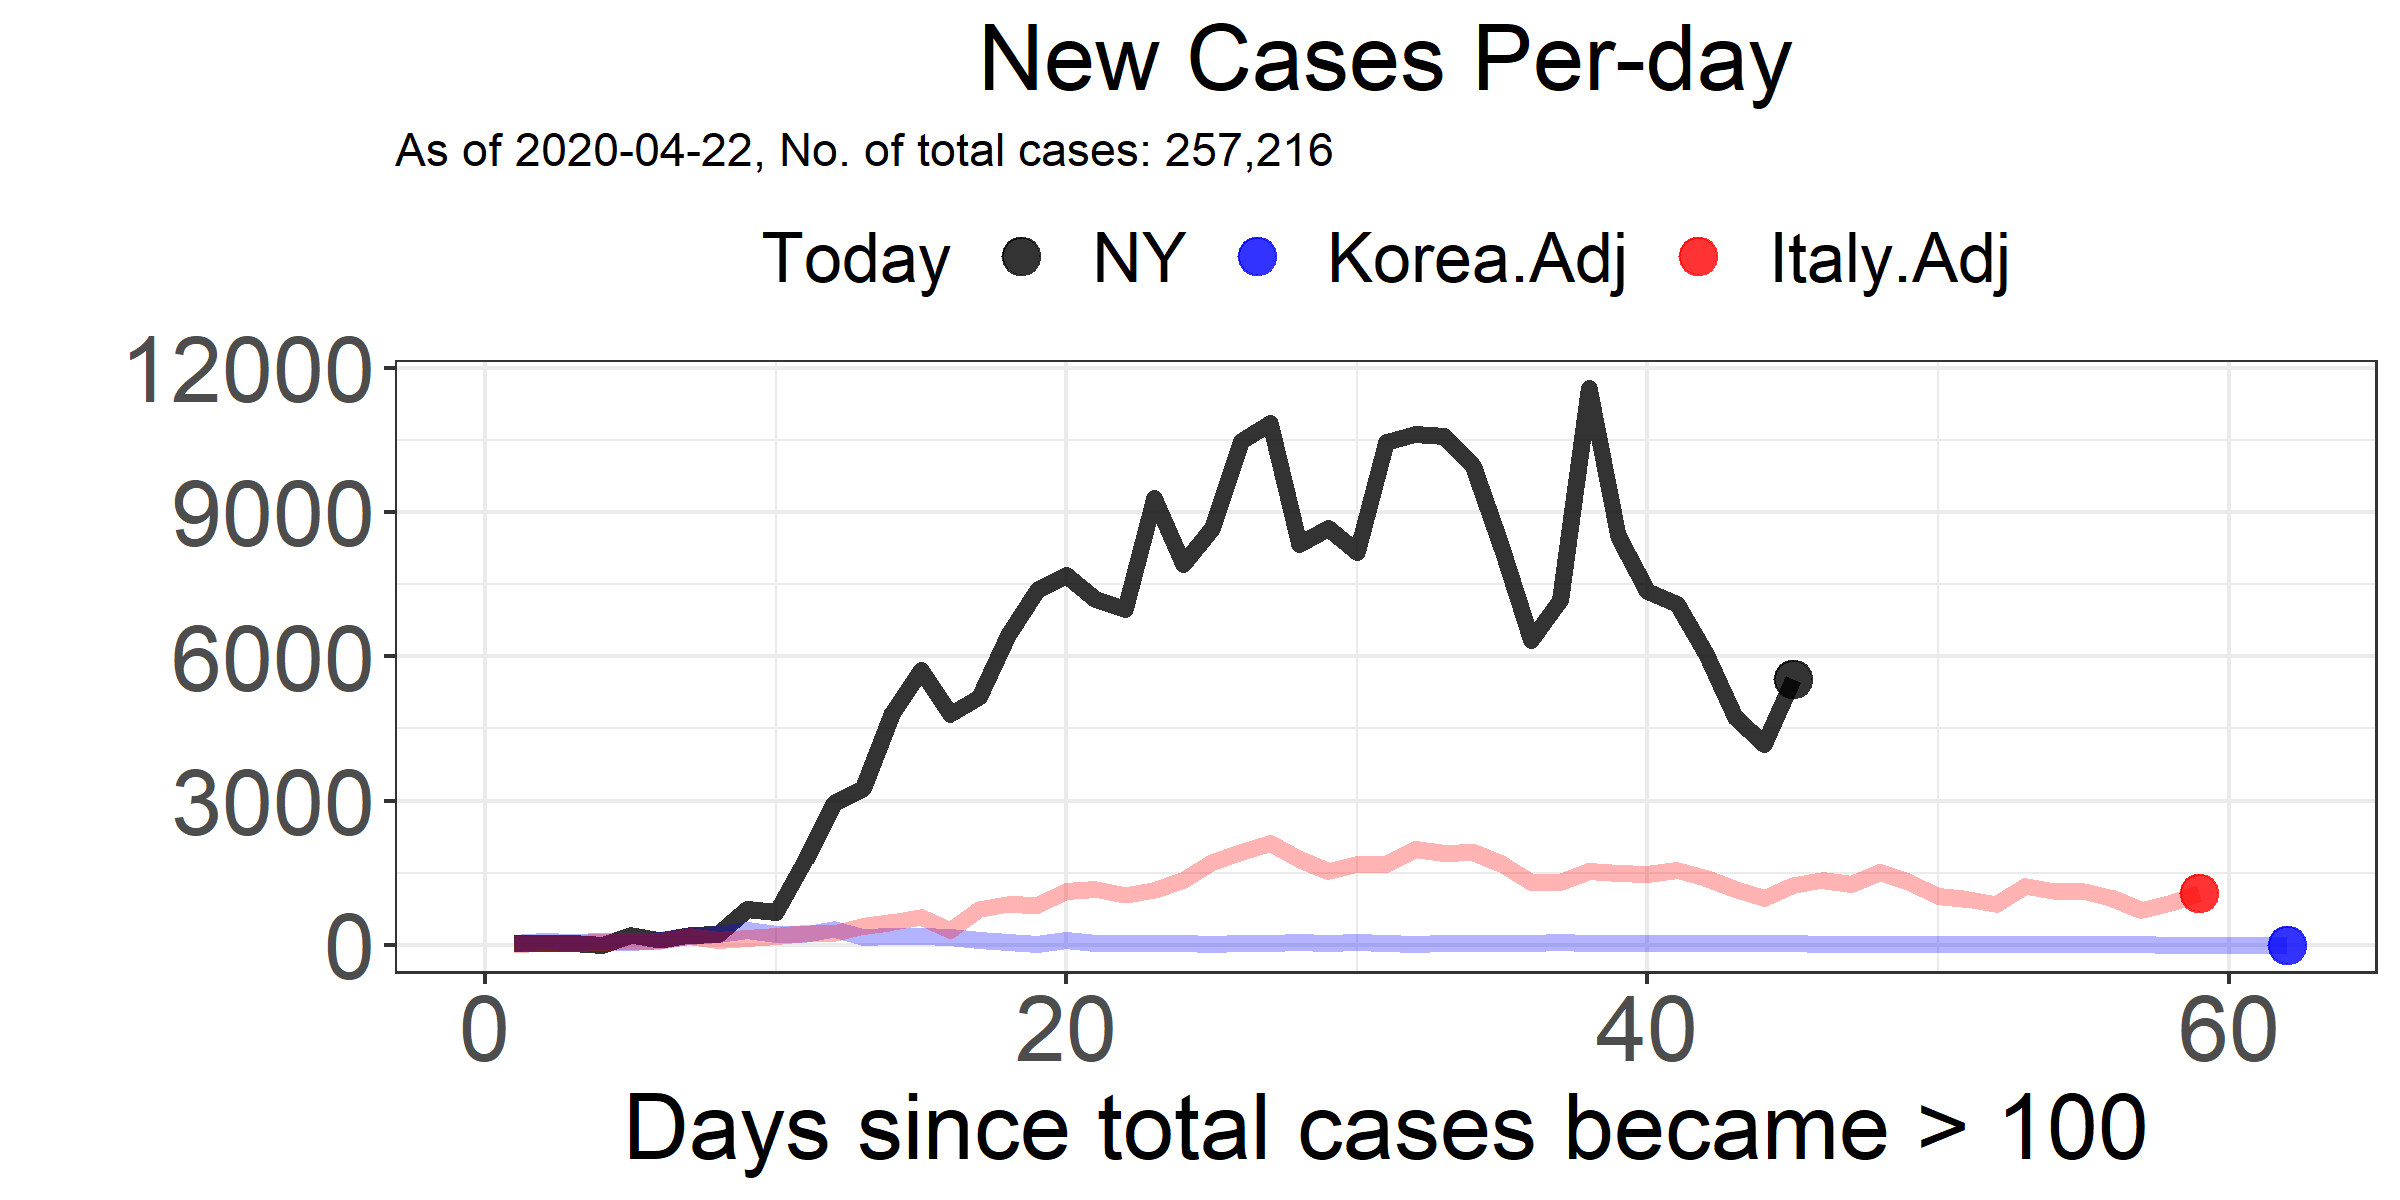 New Cases Per-day
As of 2020-04-22, No. of total cases: 257,216
Today NY Korea.Adj Italy.Adj
12000
9000
6000
3000
0
0 20 40 60
Days since total cases became > 100